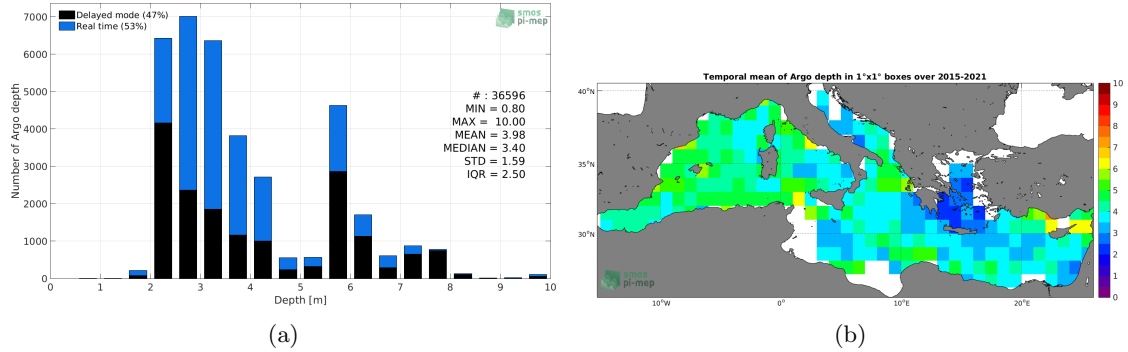 Delayed mode (47%)
Real time (53%)
smos
pi-mep
7000
6000
5000
4000
3000
2000
1000
0
Number of Argo depth
# : 36596
MIN = 0.80
MAX = 10.00
MEAN = 3.98
MEDIAN = 3.40
STD = 1.59
IQR = 2.50
0 1 2 3 4 5 6 7 8 9 10
Depth [m]
(a)
Temporal mean of Argo depth in 1°x1° boxes over 2015-2021
40°N
35°N
30°N
smos
pi-mep
10°W 0° 10°E 20°E
10
9
8
7
6
5
4
3
2
1
0
(b)